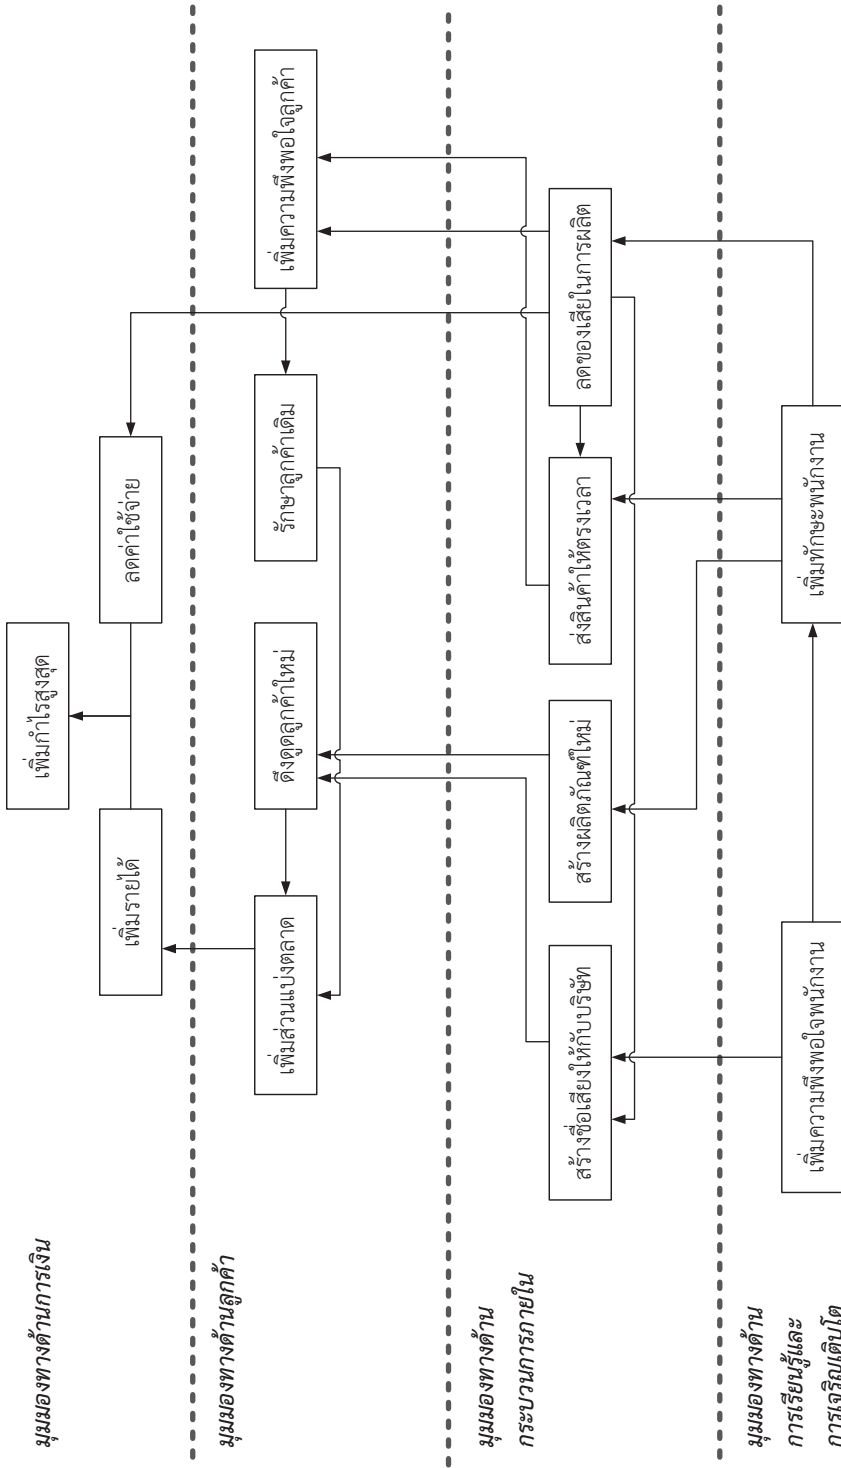 มุมมองทางด้านการเงิน
เพิ่มกำไรสูงสุด
เพิ่มรายได้
ลดค่าใช้จ่าย
มุมมองทางด้านลูกค้า
เพิ่มส่วนแบ่งตลาด
ดึงดูดลูกค้าใหม่
รักษาลูกค้าเดิม
เพิ่มความพึงพอใจลูกค้า
มุมมองทางด้าน
กระบวนการภายใน
สร้างชื่อเสียงให้กับบริษัท
สร้างผลิตภัณฑ์ใหม่
ส่งสินค้าให้ตรงเวลา
ลดของเสียในการผลิต
มุมมองทางด้าน
การเรียนรู้และ
การเจริญเติบโต
เพิ่มความพึงพอใจพนักงาน
เพิ่มทักษะพนักงาน